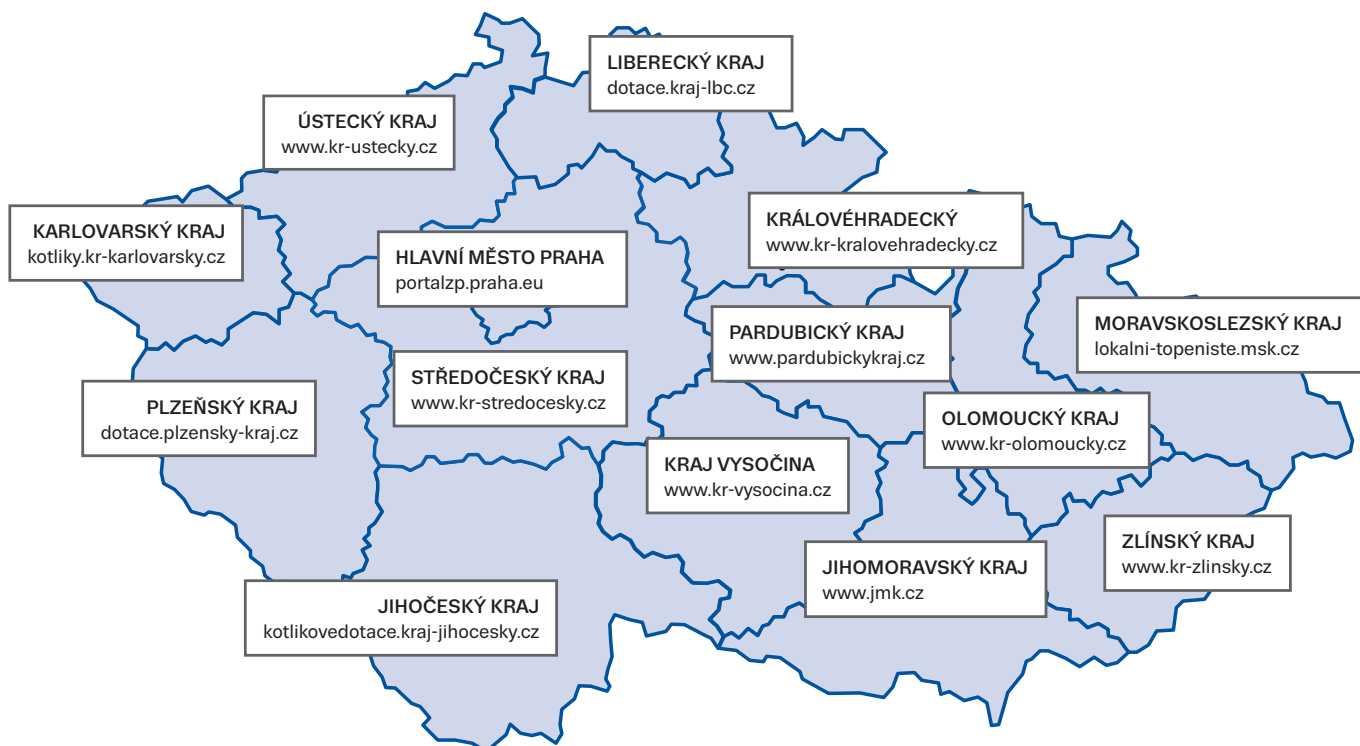 LIBERECKÝ KRAJ
dotace.kraj-lbc.cz
ÚSTECKÝ KRAJ
www.kr-ustecky.cz
KARLOVARSKÝ KRAJ
kotliky.kr-karlovarsky.cz
HLAVNÍ MĚSTO PRAHA
portalzp.praha.eu
KRÁLOVÉHRADECKÝ
www.kr-kralovehradecky.cz
PARDUBICKÝ KRAJ
www.pardubickykraj.cz
MORAVSKOSLEZSKÝ KRAJ
lokalni-topeniste.msk.cz
STŘEDOČESKÝ KRAJ
www.kr-stredocesky.cz
PLZEŇSKÝ KRAJ
dotace.plzensky-kraj.cz
OLOMOUCKÝ KRAJ
www.kr-olomoucky.cz
KRAJ VYSOČINA
www.kr-vysocina.cz
ZLÍNSKÝ KRAJ
www.kr-zlinsky.cz
JIHOMORAVSKÝ KRAJ
www.jmk.cz
JIHOČESKÝ KRAJ
kotlikovedotace.kraj-jihocesky.cz